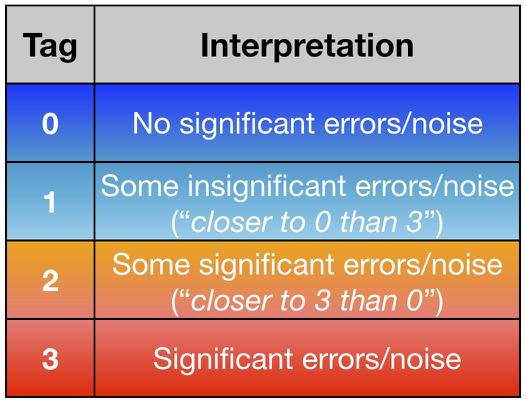 Tag Interpretation
0 No significant errors/noise
1 Some insignificant errors/noise
(“closer to 0 than 3”)
2 Some significant errors/noise
(“closer to 3 than 0”)
3 Significant errors/noise